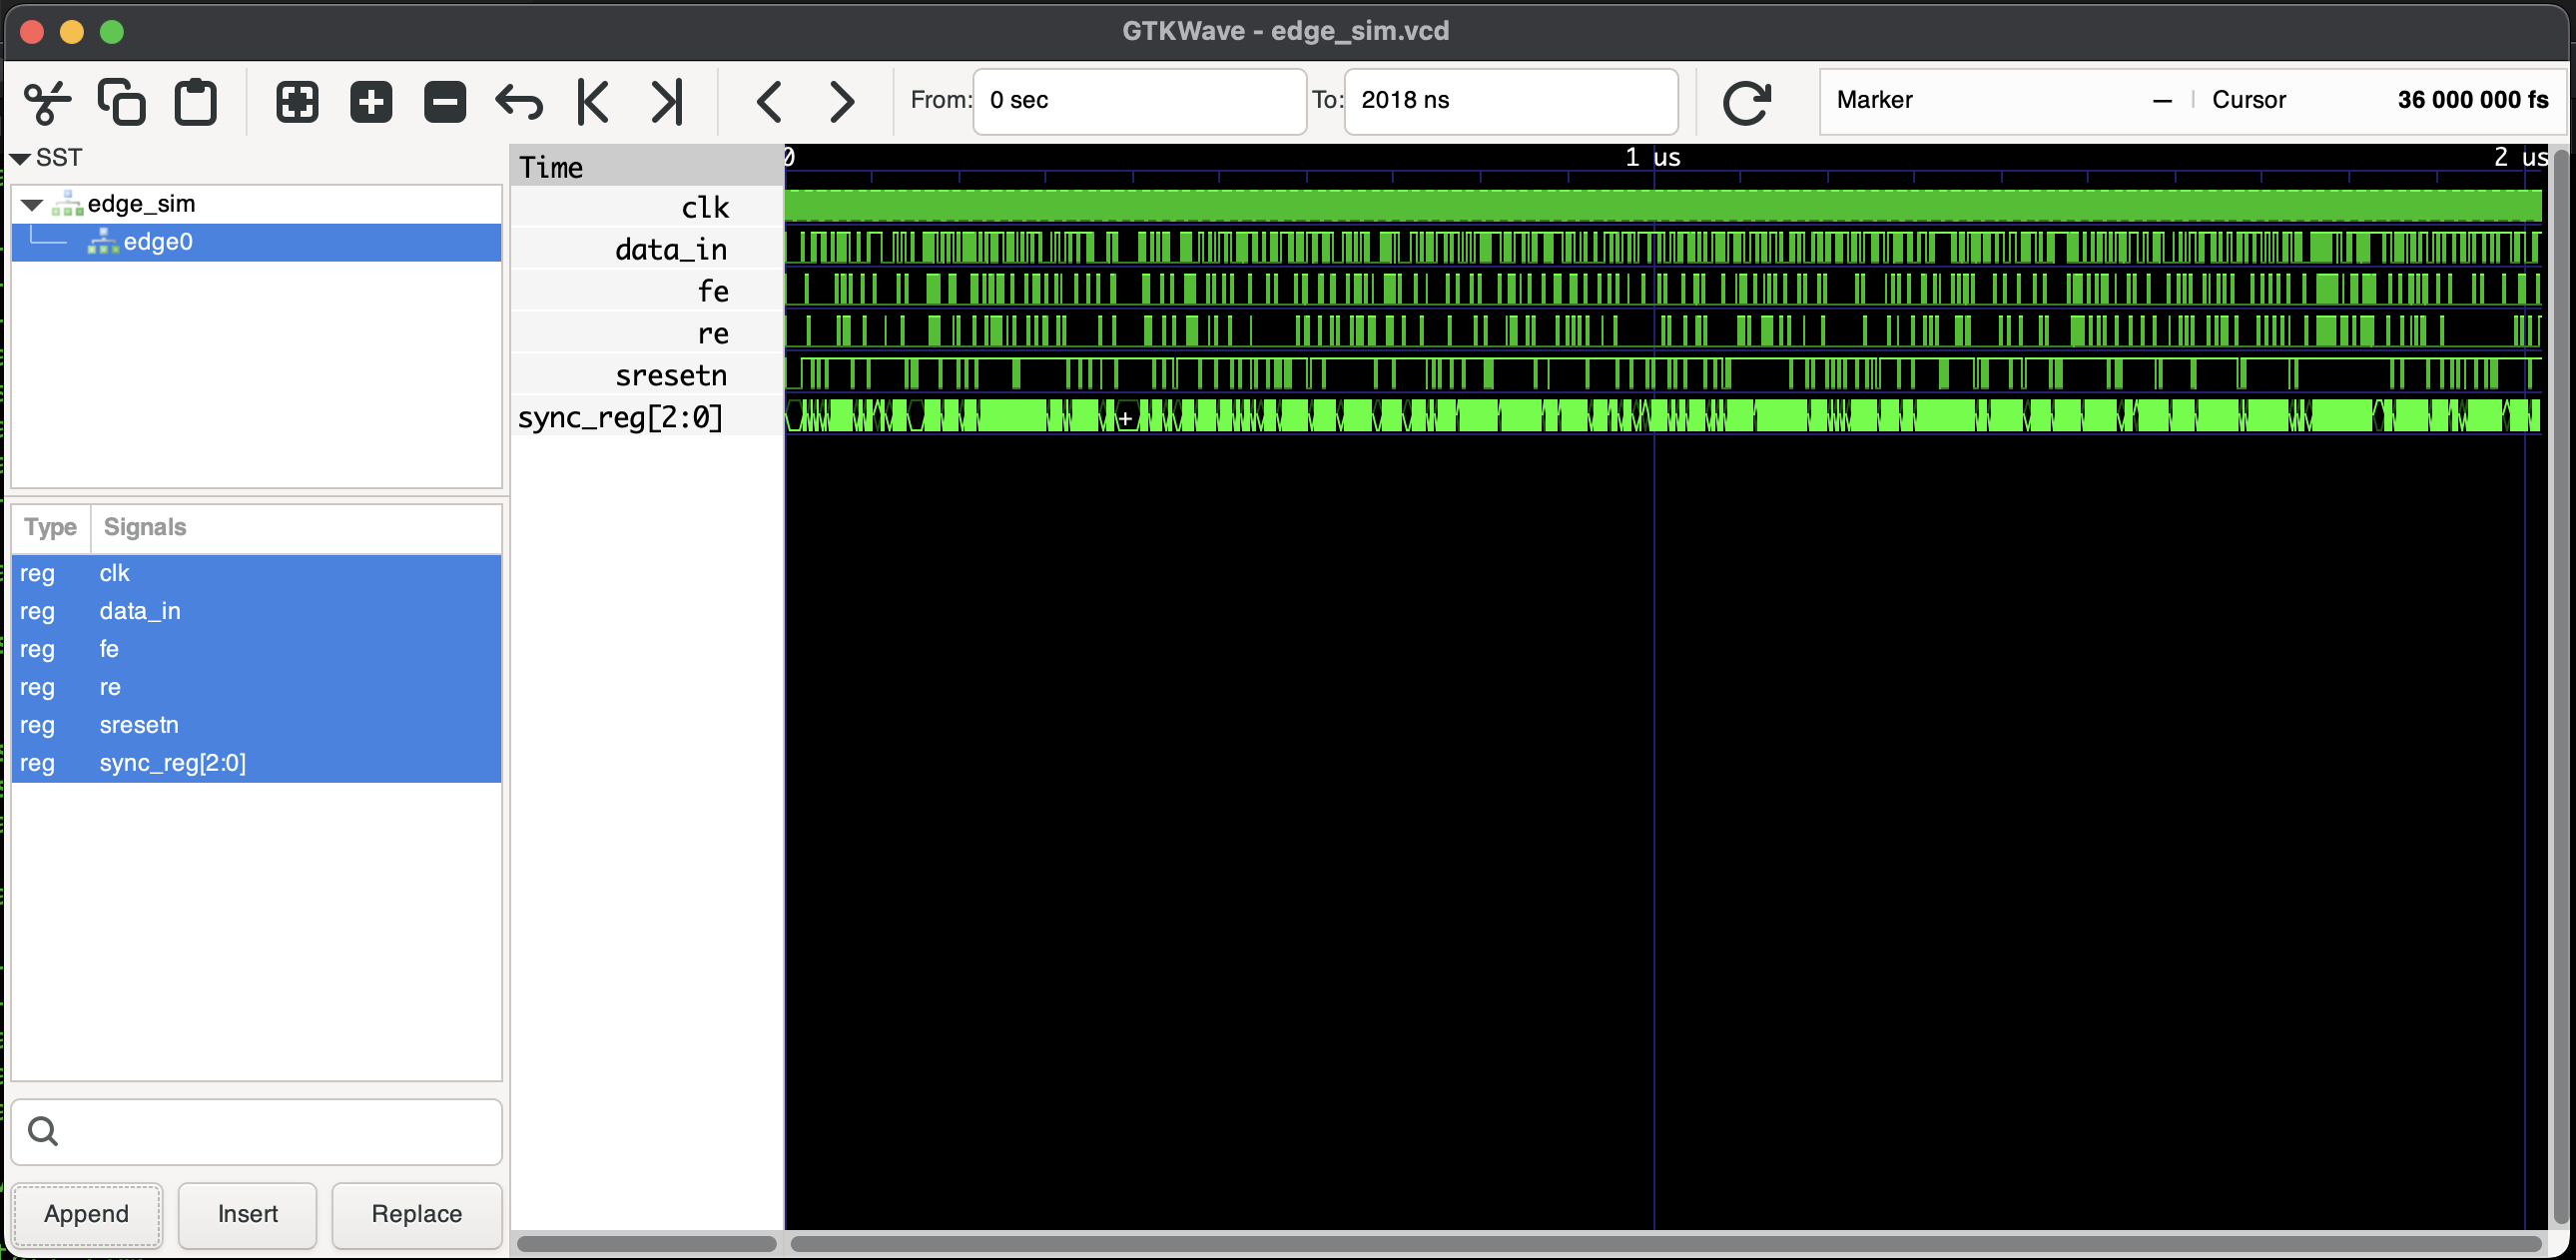 GTKWave - edge_sim.vcd
From: 0 sec To: 2018 ns Marker — | Cursor 36 000 000 fs
SST
edge_sim
edge0
Type Signals
reg clk
reg data_in
reg fe
reg re
reg sresetn
reg sync_reg[2:0]
Append Insert Replace
Time
clk
data_in
fe
re
sresetn
sync_reg[2:0]
0 1 us 2 us
+